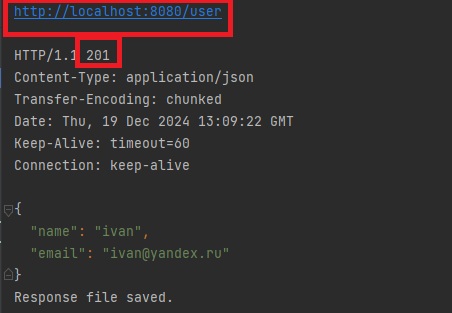 http://localhost:8080/user
HTTP/1.1 201
Content-Type: application/json
Transfer-Encoding: chunked
Date: Thu, 19 Dec 2024 13:09:22 GMT
Keep-Alive: timeout=60
Connection: keep-alive
{
"name": "ivan",
"email": "ivan@yandex.ru"
}
Response file saved.